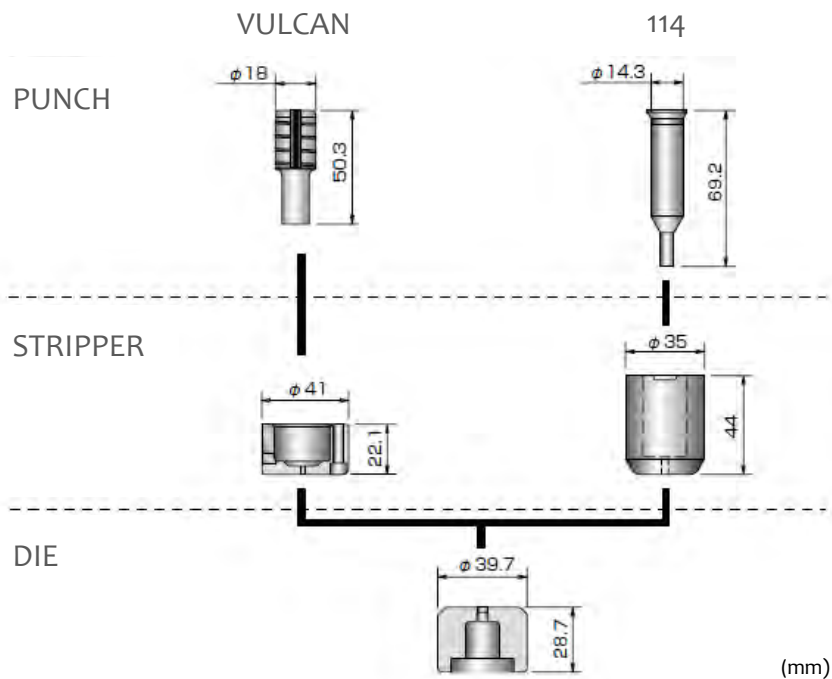 VULCAN 114
PUNCH
φ18
50.3
φ14.3
69.2
STRIPPER
φ41
22.1
φ35
44
DIE
φ39.7
28.7
(mm)